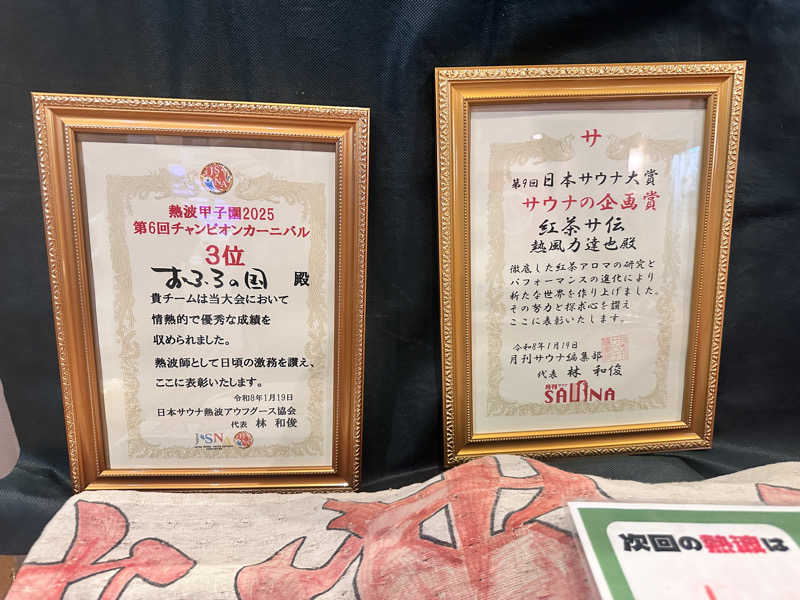 熱波甲子園2025
第6回チャンピオンカーニバル
3位
おふろの国 殿
貴チームは当大会において
情熱的で優秀な成績を
収められました。
熱波師として日頃の激務を讃え、
ここに表彰いたします。
令和8年1月19日
日本サウナ熱波アウフグース協会
代表 林 和俊
サ
第9回日本サウナ大賞
サウナの企画賞
紅茶サ伝
熱風力達也殿
徹底した紅茶アロマの研究と
パフォーマンスの進化により
新たな世界を作り上げました。
その努力と探求心を讃え
ここに表彰いたします。
令和8年1月19日
月刊サウナ編集部
代表 林 和俊
月刊サウナ
SAUNA
次回の熱波は